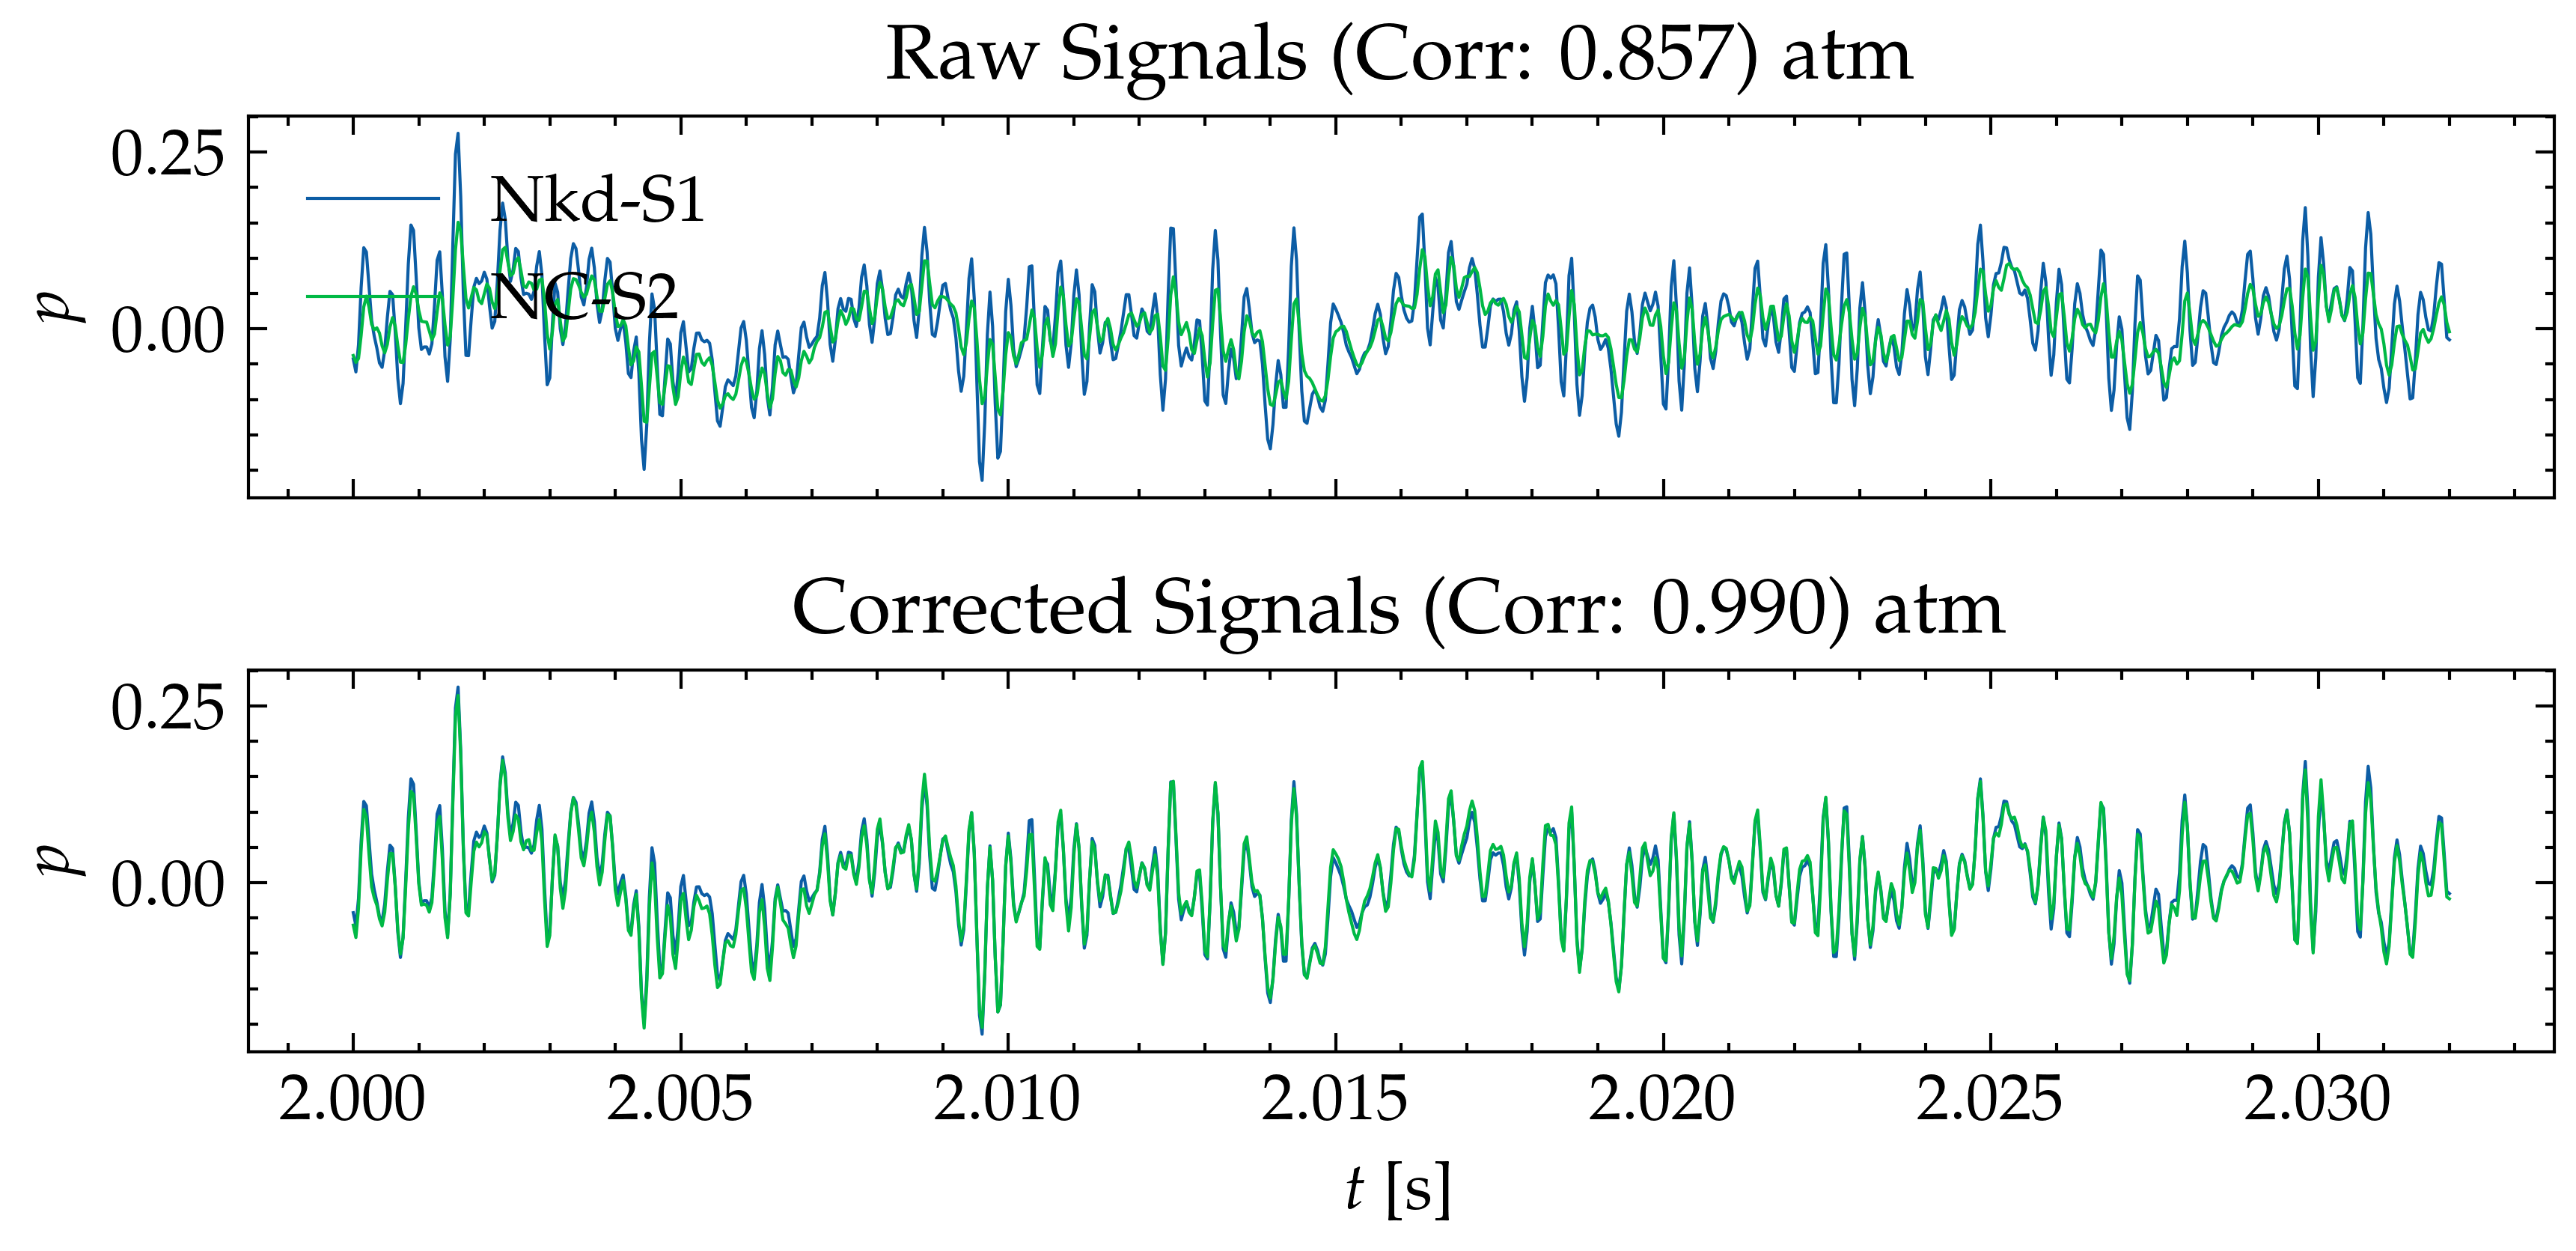 Raw Signals (Corr: 0.857) atm
0.25
0.00
p
Nkd-S1
NC-S2
Corrected Signals (Corr: 0.990) atm
0.25
0.00
p
2.000 2.005 2.010 2.015 2.020 2.025 2.030
t [s]